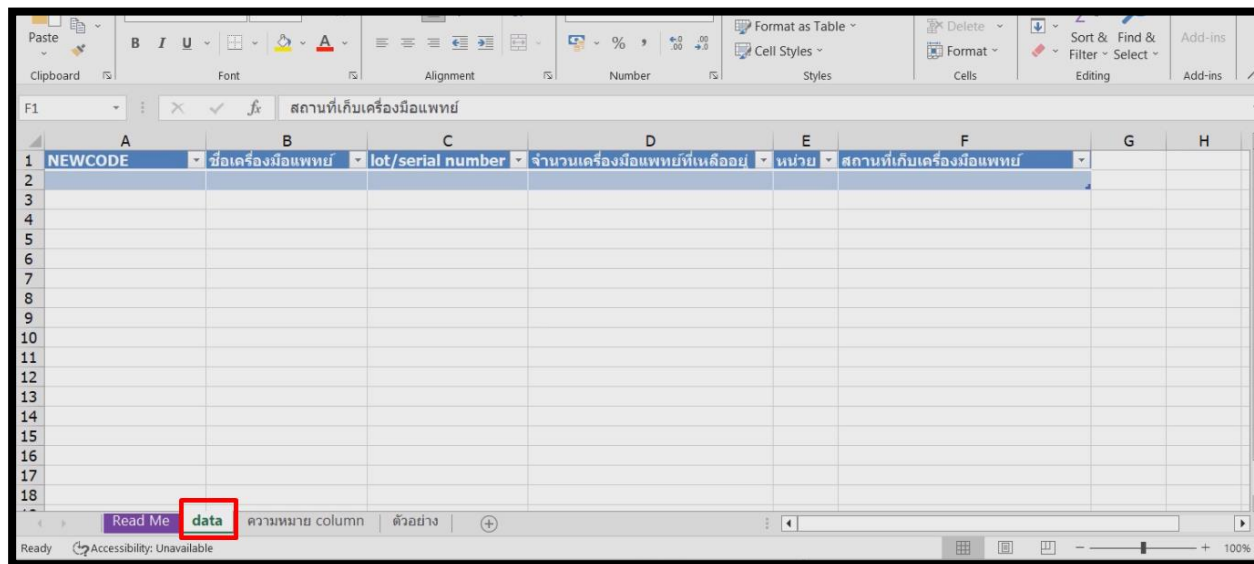 Paste
B I U
A
%
Format as Table
Cell Styles
Delete
Format
Sort & Find &
Filter Select
Add-ins
Clipboard Font Alignment Number Styles Cells Editing Add-ins
F1 fx สถานที่เก็บเครื่องมือแพทย์
A B C D E F G H
1 NEWCODE ชื่อเครื่องมือแพทย์ lot/serial number จำนวนเครื่องมือแพทย์ที่เหลืออยู่ หน่วย สถานที่เก็บเครื่องมือแพทย์
2
3
4
5
6
7
8
9
10
11
12
13
14
15
16
17
18
Read Me data ความหมาย column ตัวอย่าง
Ready Accessibility: Unavailable 100%